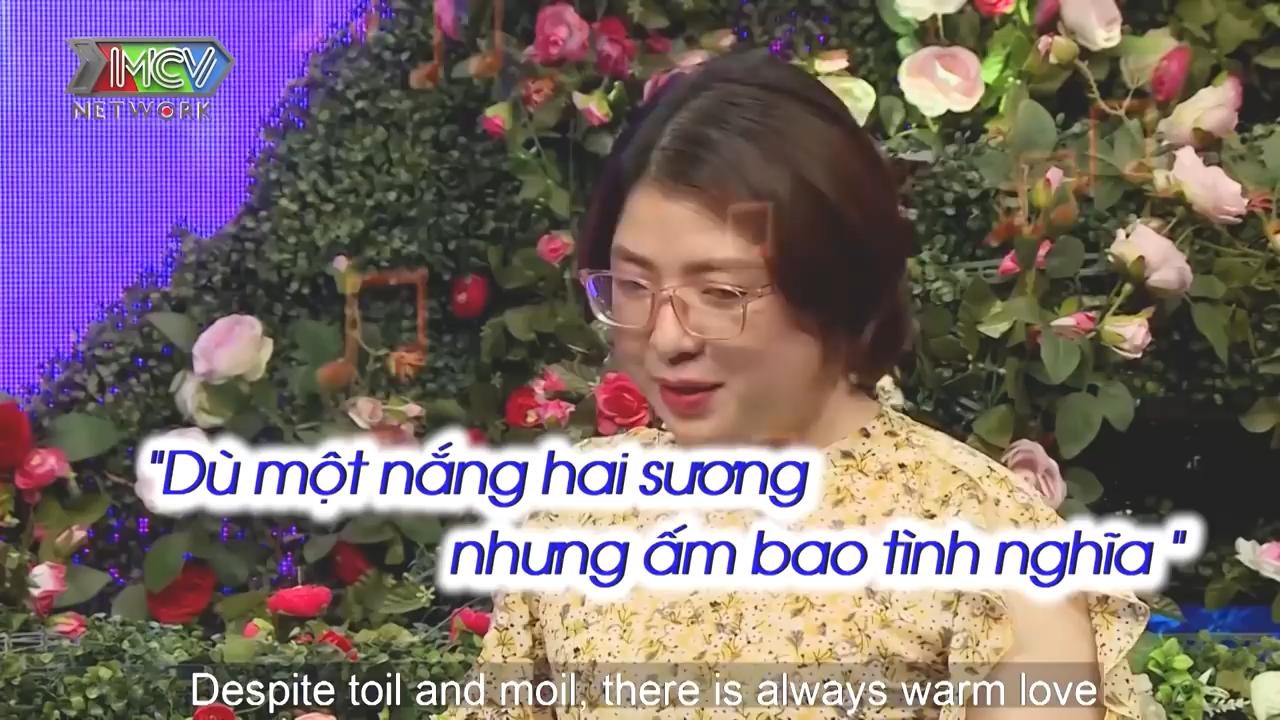 MCV
NETWORK
"Dù một nắng hai sương
nhưng ấm bao tình nghĩa "
Despite toil and moil, there is always warm love